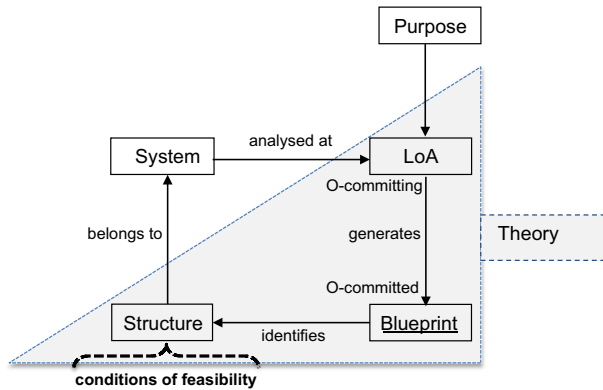 Purpose
analysed at
System
LoA
O-committing
belongs to
generates
Theory
O-committed
Structure
identifies
Blueprint
conditions of feasibility